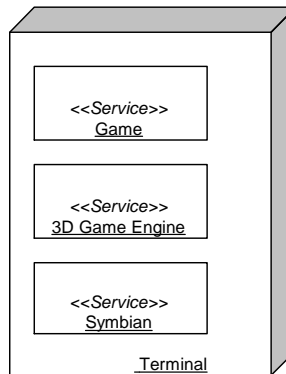 <<Service>>
Game
<<Service>>
3D Game Engine
<<Service>>
Symbian
Terminal